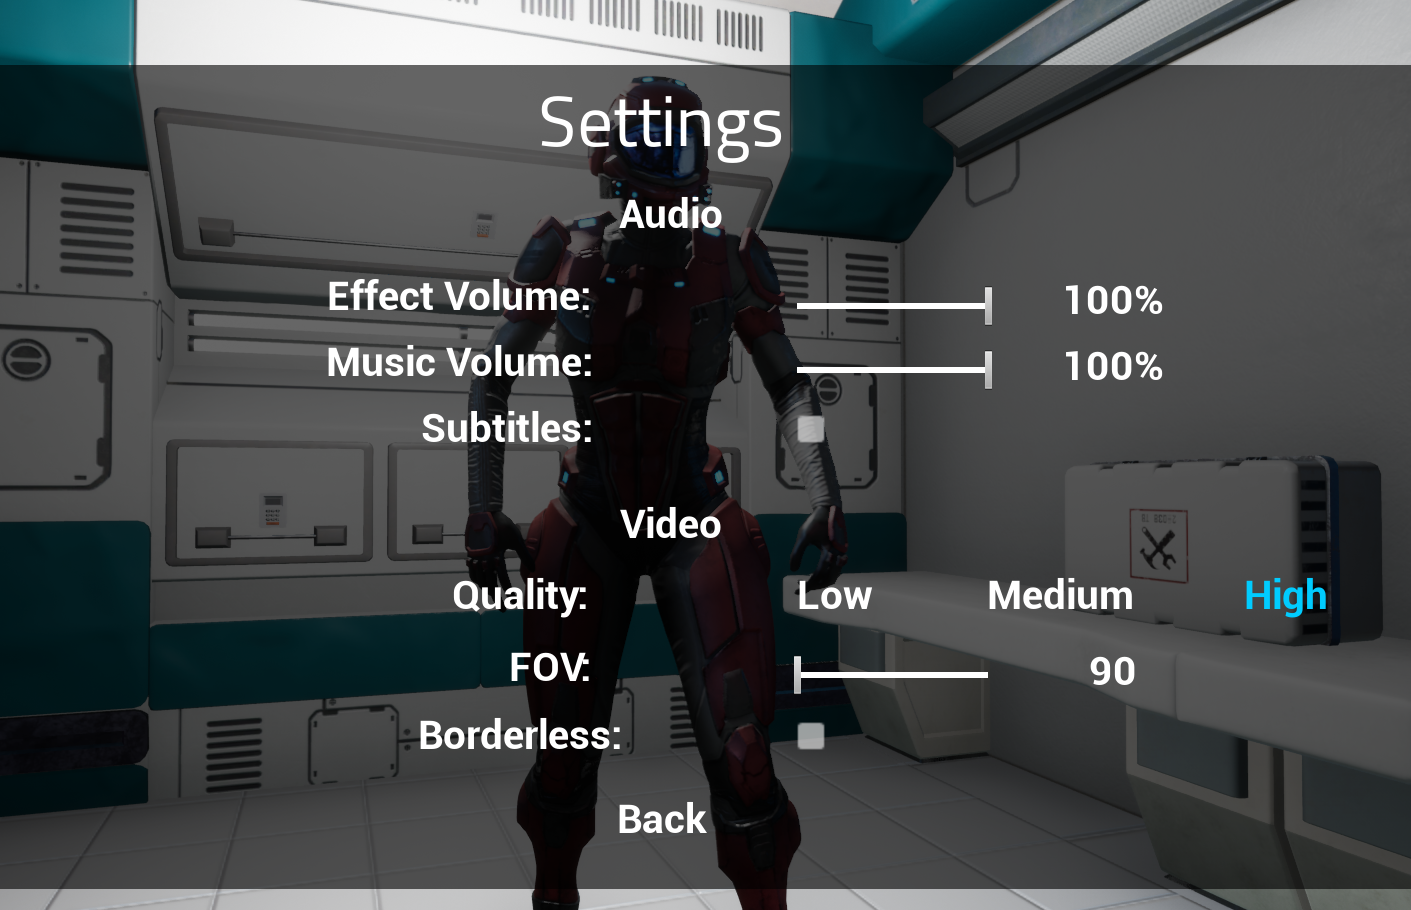 Settings
Audio
Effect Volume: 100%
Music Volume: 100%
Subtitles:
Video
Quality: Low Medium High
FOV: 90
Borderless:
Back